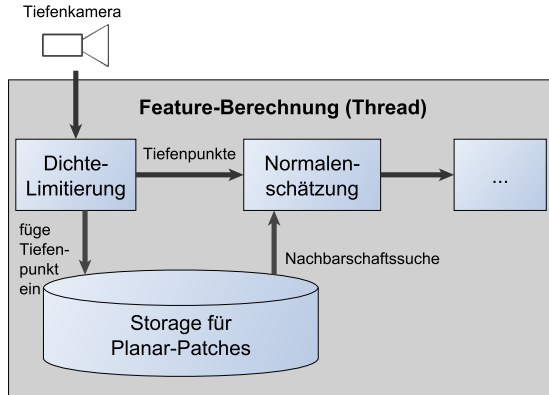 Tiefenkamera
Feature-Berechnung (Thread)
Dichte-
Limitierung
Tiefenpunkte
Normalen-
schätzung
...
füge
Tiefen-
punkt
ein
Nachbarschaftssuche
Storage für
Planar-Patches